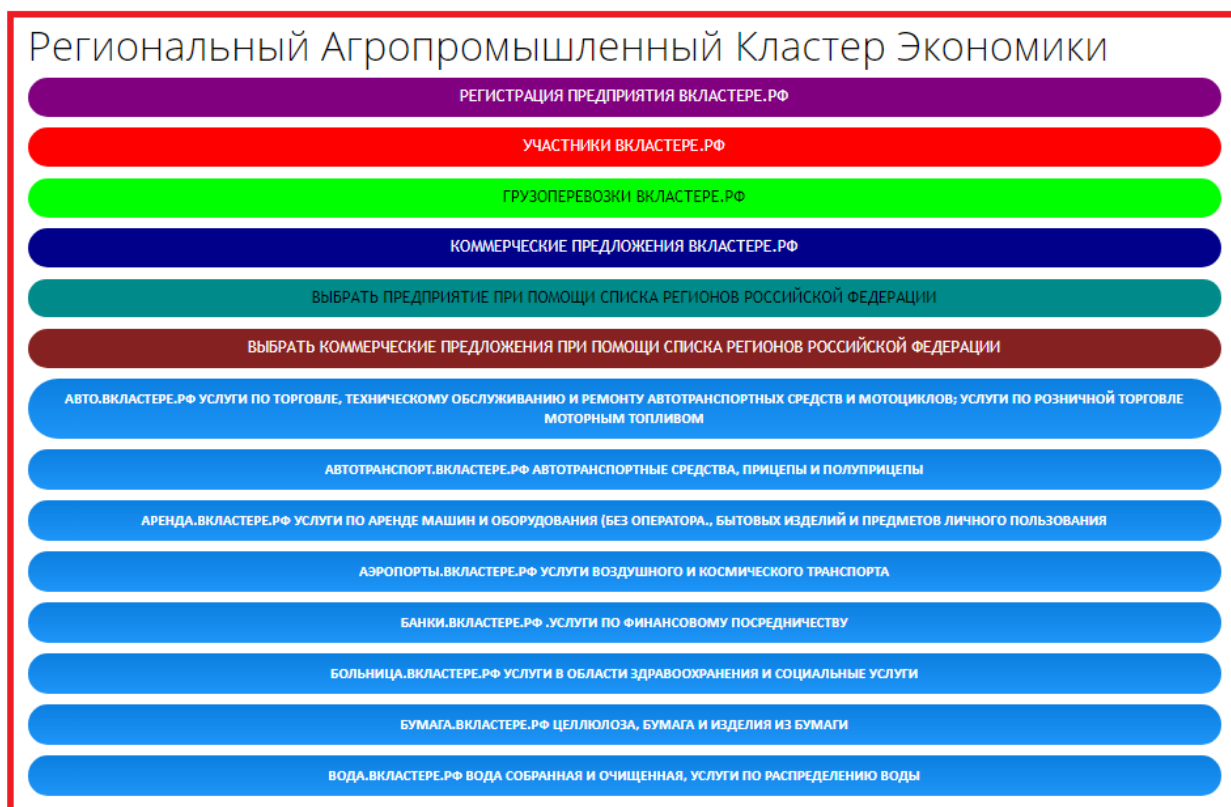 Региональный Агропромышленный Кластер Экономики
РЕГИСТРАЦИЯ ПРЕДПРИЯТИЯ ВКЛАСТЕРЕ.РФ
УЧАСТНИКИ ВКЛАСТЕРЕ.РФ
ГРУЗОПЕРЕВОЗКИ ВКЛАСТЕРЕ.РФ
КОММЕРЧЕСКИЕ ПРЕДЛОЖЕНИЯ ВКЛАСТЕРЕ.РФ
ВЫБРАТЬ ПРЕДПРИЯТИЕ ПРИ ПОМОЩИ СПИСКА РЕГИОНОВ РОССИЙСКОЙ ФЕДЕРАЦИИ
ВЫБРАТЬ КОММЕРЧЕСКИЕ ПРЕДЛОЖЕНИЯ ПРИ ПОМОЩИ СПИСКА РЕГИОНОВ РОССИЙСКОЙ ФЕДЕРАЦИИ
АВТО.ВКЛАСТЕРЕ.РФ УСЛУГИ ПО ТОРГОВЛЕ, ТЕХНИЧЕСКОМУ ОБСЛУЖИВАНИЮ И РЕМОНТУ АВТОТРАНСПОРТНЫХ СРЕДСТВ И МОТОЦИКЛОВ; УСЛУГИ ПО РОЗНИЧНОЙ ТОРГОВЛЕ
МОТОРНЫМ ТОПЛИВОМ
АВТОТРАНСПОРТ.ВКЛАСТЕРЕ.РФ АВТОТРАНСПОРТНЫЕ СРЕДСТВА, ПРИЦЕПЫ И ПОЛУПРИЦЕПЫ
АРЕНДА.ВКЛАСТЕРЕ.РФ УСЛУГИ ПО АРЕНДЕ МАШИН И ОБОРУДОВАНИЯ (БЕЗ ОПЕРАТОРА., БЫТОВЫХ ИЗДЕЛИЙ И ПРЕДМЕТОВ ЛИЧНОГО ПОЛЬЗОВАНИЯ
АЭРОПОРТЫ.ВКЛАСТЕРЕ.РФ УСЛУГИ ВОЗДУШНОГО И КОСМИЧЕСКОГО ТРАНСПОРТА
БАНКИ.ВКЛАСТЕРЕ.РФ .УСЛУГИ ПО ФИНАНСОВОМУ ПОСРЕДНИЧЕСТВУ
БОЛЬНИЦА.ВКЛАСТЕРЕ.РФ УСЛУГИ В ОБЛАСТИ ЗДРАВООХРАНЕНИЯ И СОЦИАЛЬНЫЕ УСЛУГИ
БУМАГА.ВКЛАСТЕРЕ.РФ ЦЕЛЛЮЛОЗА, БУМАГА И ИЗДЕЛИЯ ИЗ БУМАГИ
ВОДА.ВКЛАСТЕРЕ.РФ ВОДА СОБРАННАЯ И ОЧИЩЕННАЯ, УСЛУГИ ПО РАСПРЕДЕЛЕНИЮ ВОДЫ